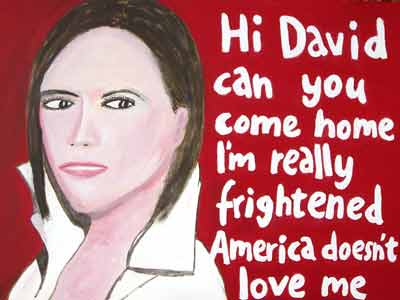 Hi David
can you
come home
I'm really
frightened
America doesn't
love me